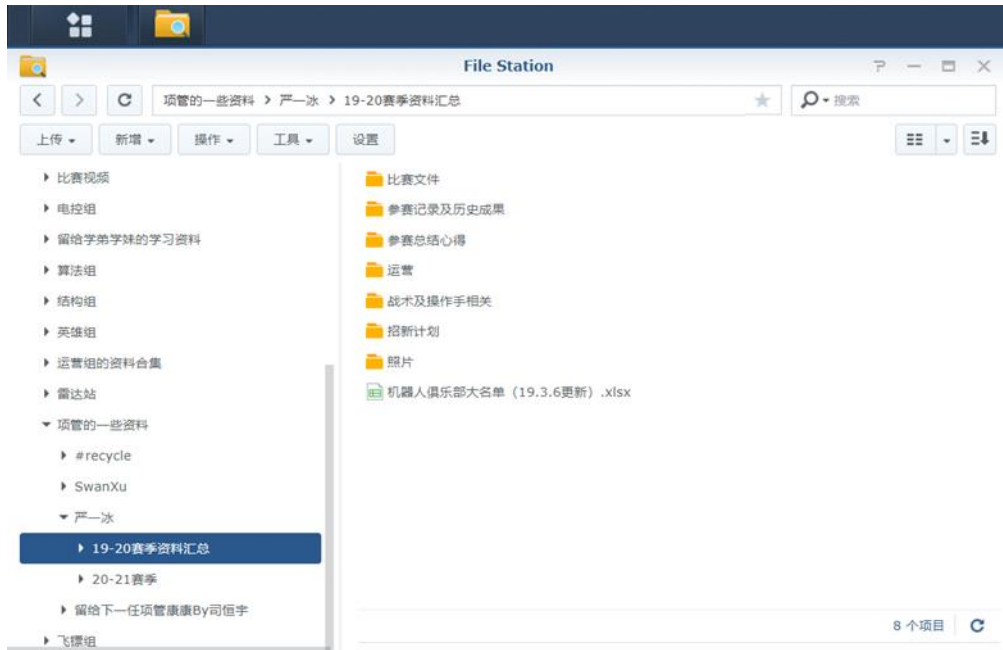 File Station
项管的一些资料 > 严一冰 > 19-20赛季资料汇总
搜索
上传 新增 操作 工具 设置
比赛视频
电控组
留给学弟学妹的学习资料
算法组
结构组
英雄组
运营组的资料合集
雷达站
项管的一些资料
#recycle
SwanXu
严一冰
19-20赛季资料汇总
20-21赛季
留给下一任项管康康By司恒宇
飞镖组
比赛文件
参赛记录及历史成果
参赛总结心得
运营
战术及操作手相关
招新计划
照片
机器人俱乐部大名单（19.3.6更新）.xlsx
8 个项目